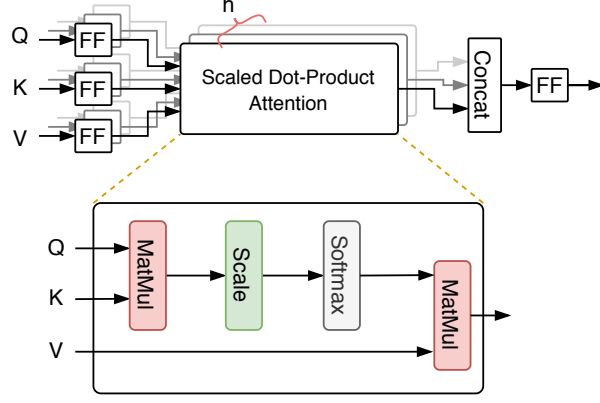 h
Q
FF
K
FF
V
FF
Scaled Dot-Product
Attention
Concat
FF
Q
K
V
MatMul
Scale
Softmax
MatMul